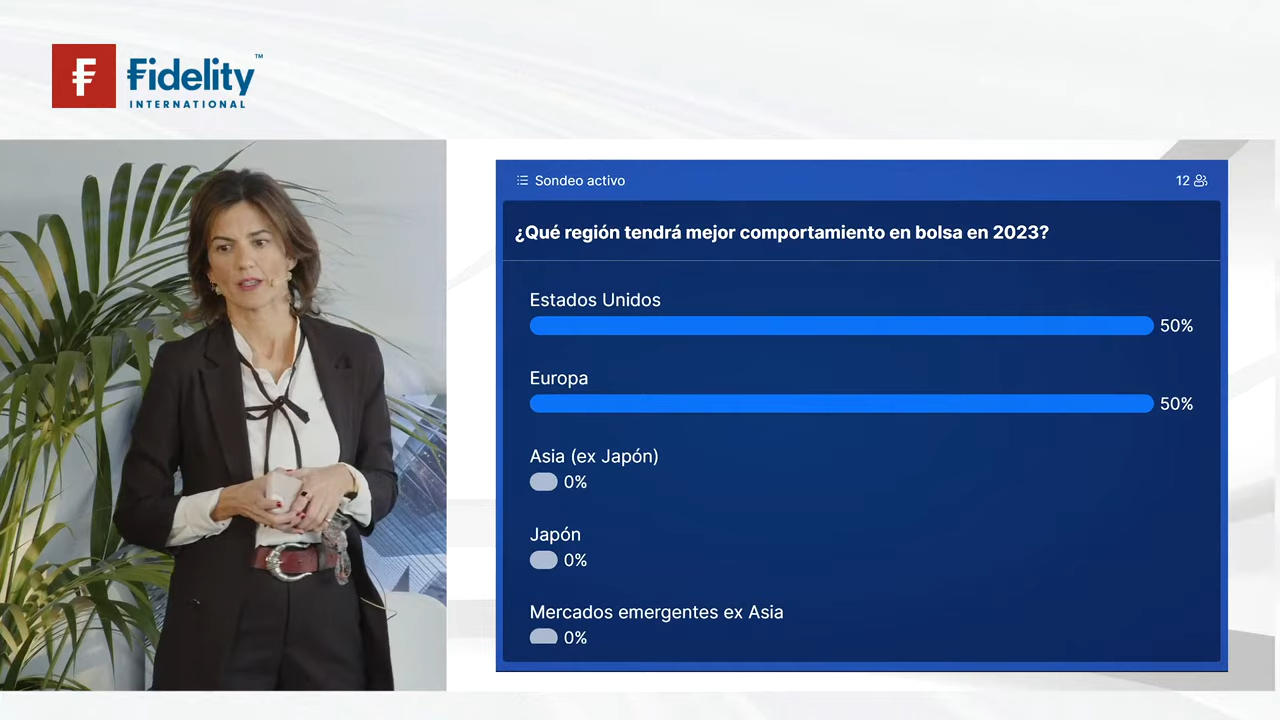 Fidelity™
INTERNATIONAL
Sondeo activo
12
¿Qué región tendrá mejor comportamiento en bolsa en 2023?
Estados Unidos
50%
Europa
50%
Asia (ex Japón)
0%
Japón
0%
Mercados emergentes ex Asia
0%